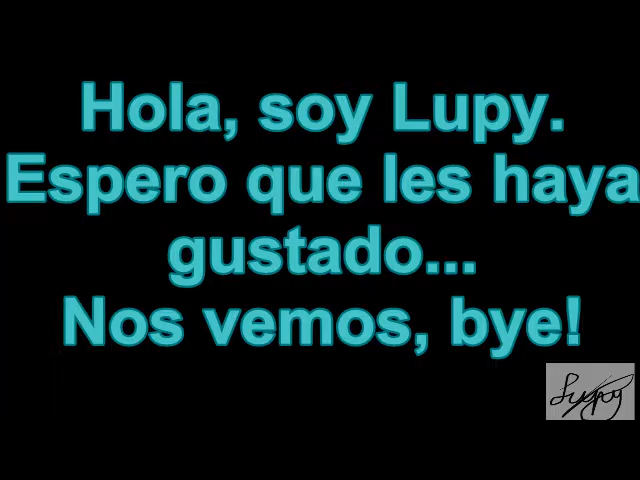 Hola, soy Lupy.
Espero que les haya
gustado...
Nos vemos, bye!
Lupy